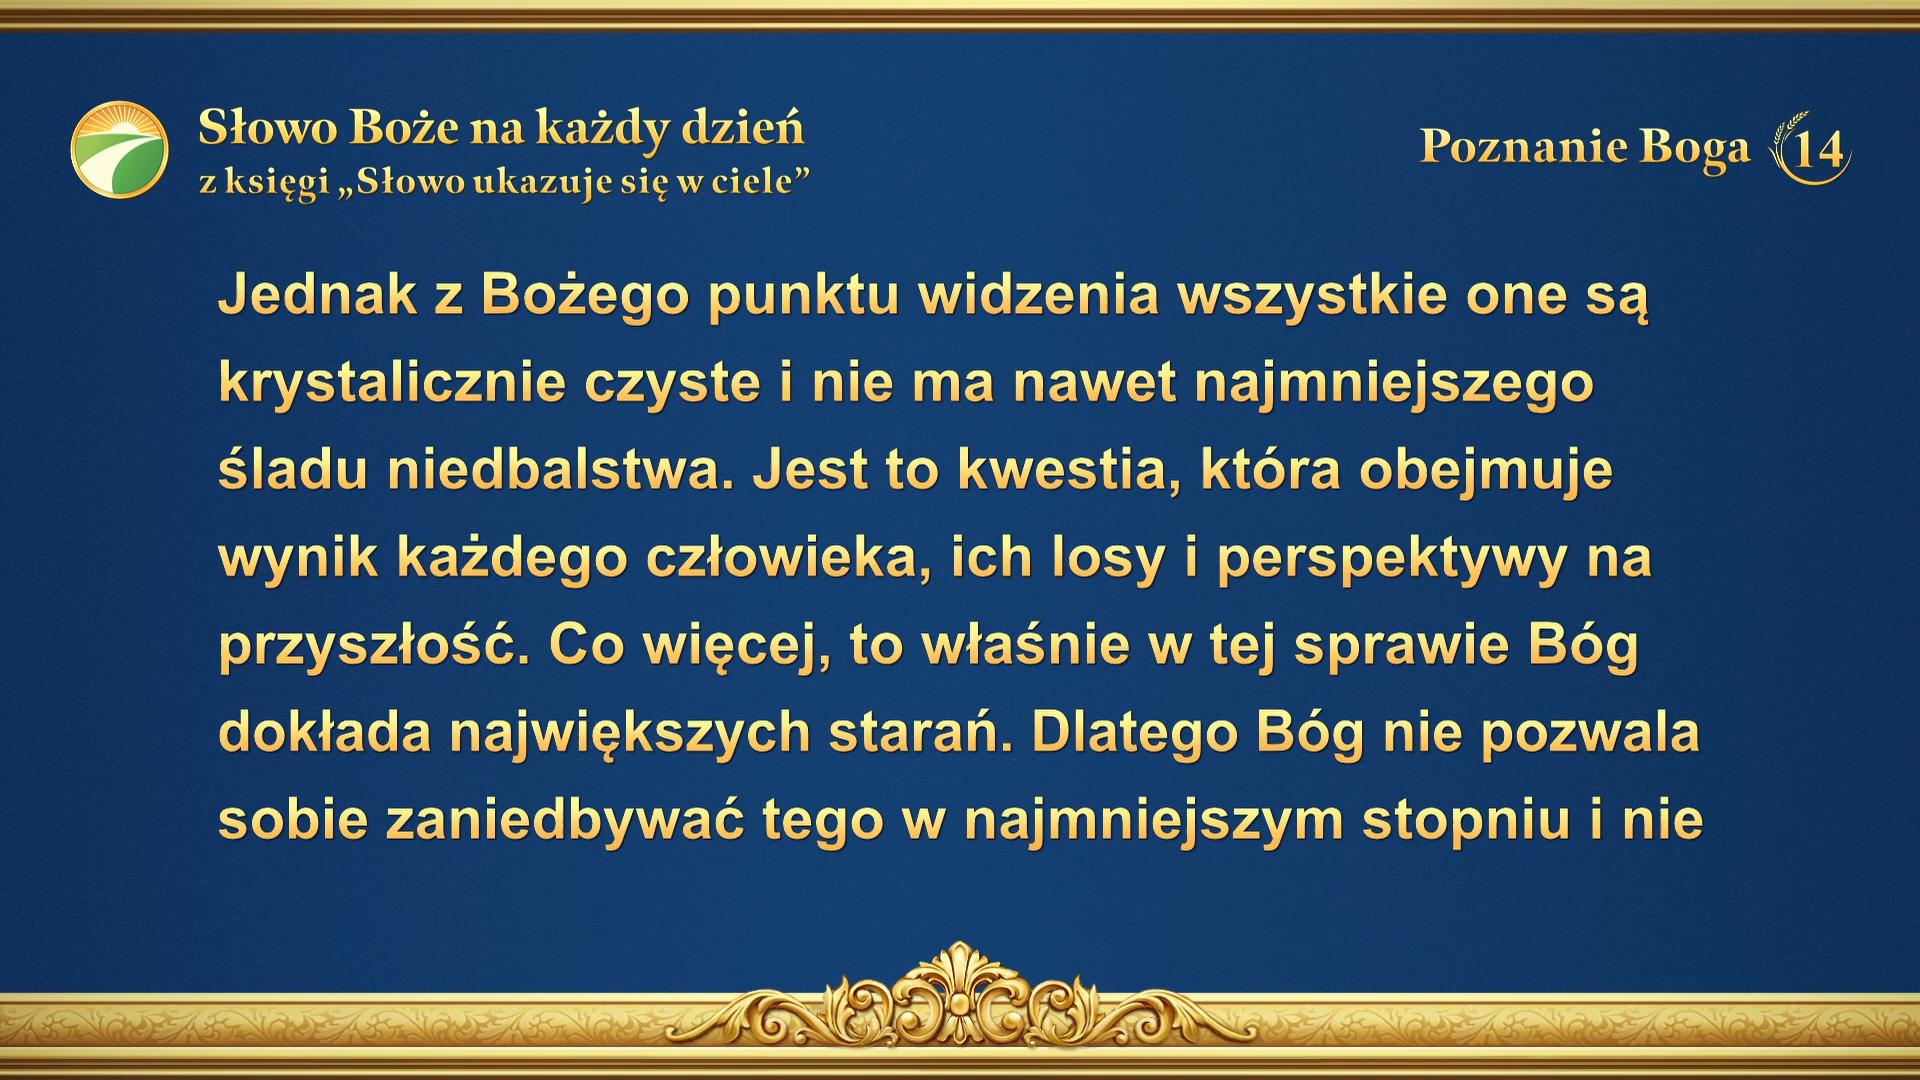 Słowo Boże na każdy dzień
z księgi „Słowo ukazuje się w ciele”
Poznanie Boga 14
Jednak z Bożego punktu widzenia wszystkie one są
krystalicznie czyste i nie ma nawet najmniejszego
śladu niedbalstwa. Jest to kwestia, która obejmuje
wynik każdego człowieka, ich losy i perspektywy na
przyszłość. Co więcej, to właśnie w tej sprawie Bóg
dokłada największych starań. Dlatego Bóg nie pozwala
sobie zaniedbywać tego w najmniejszym stopniu i nie